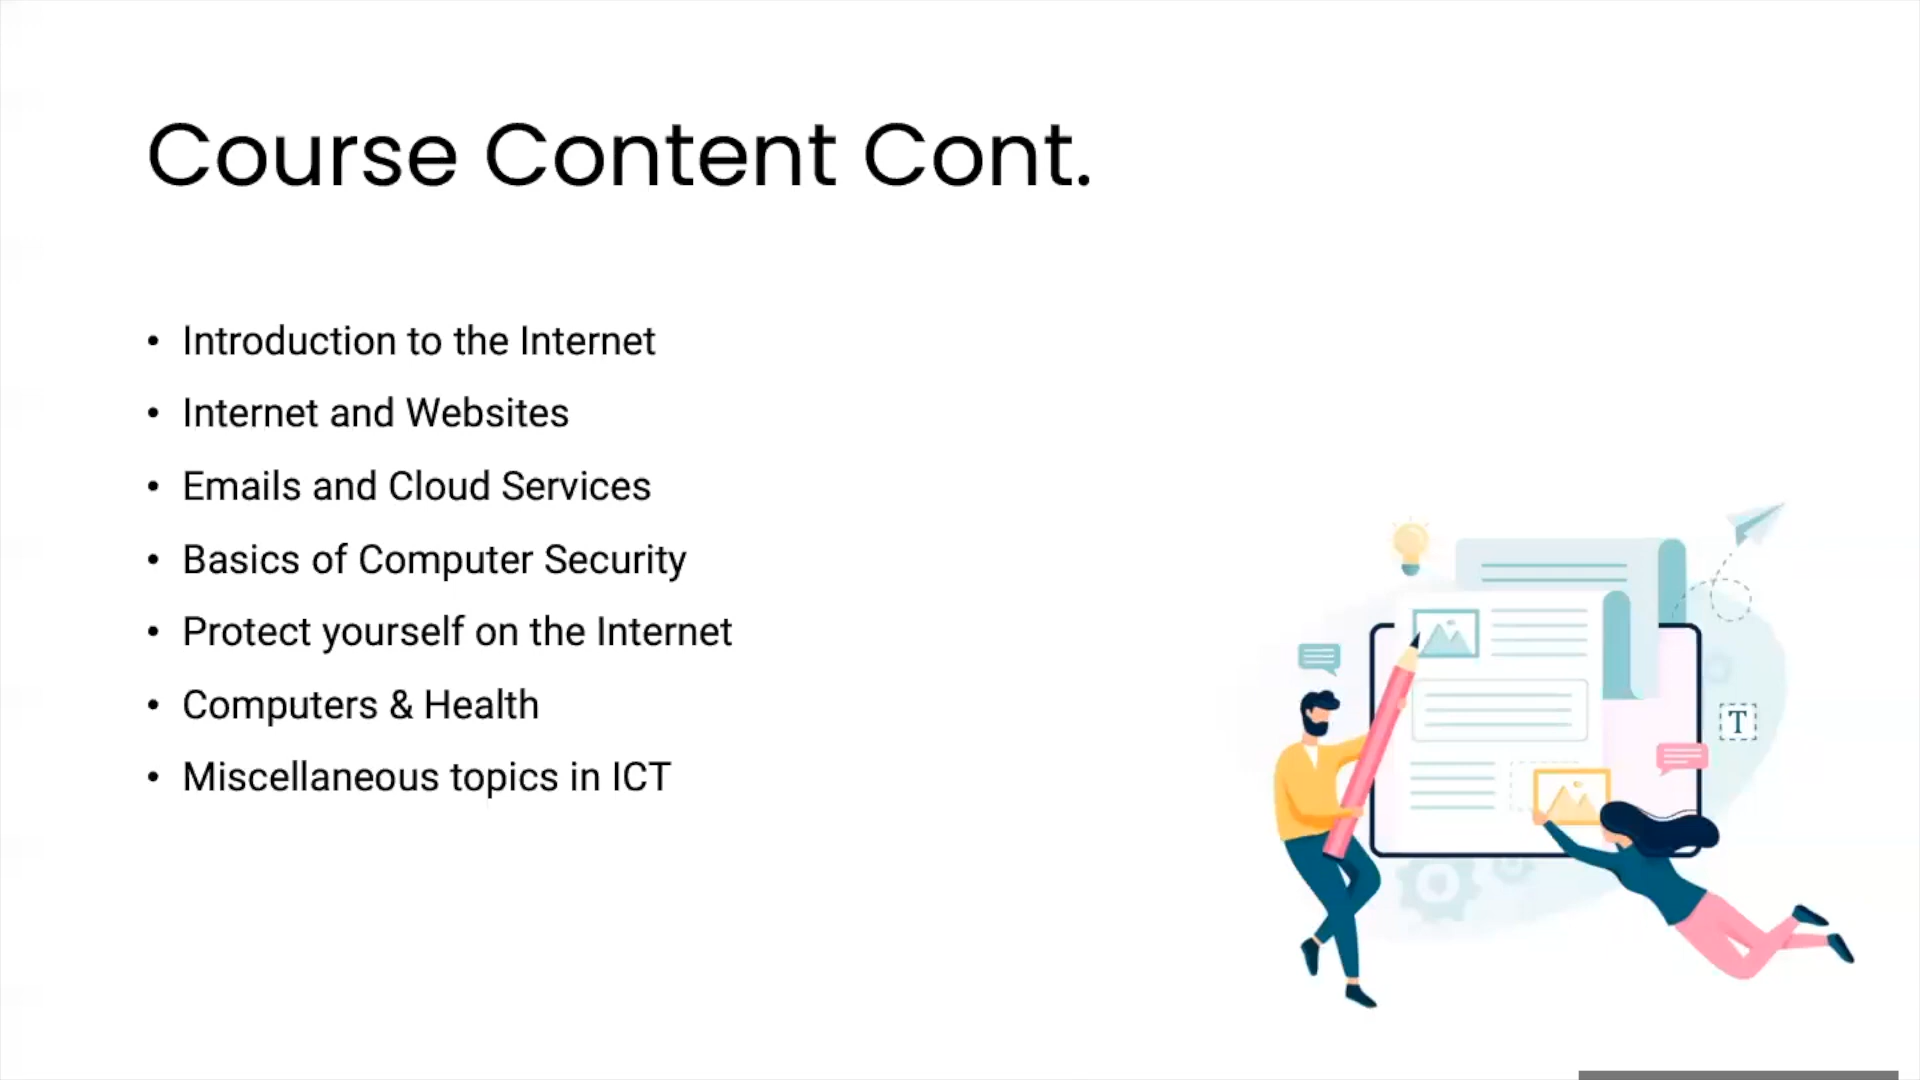 Course Content Cont.
• Introduction to the Internet
• Internet and Websites
• Emails and Cloud Services
• Basics of Computer Security
• Protect yourself on the Internet
• Computers & Health
• Miscellaneous topics in ICT
T